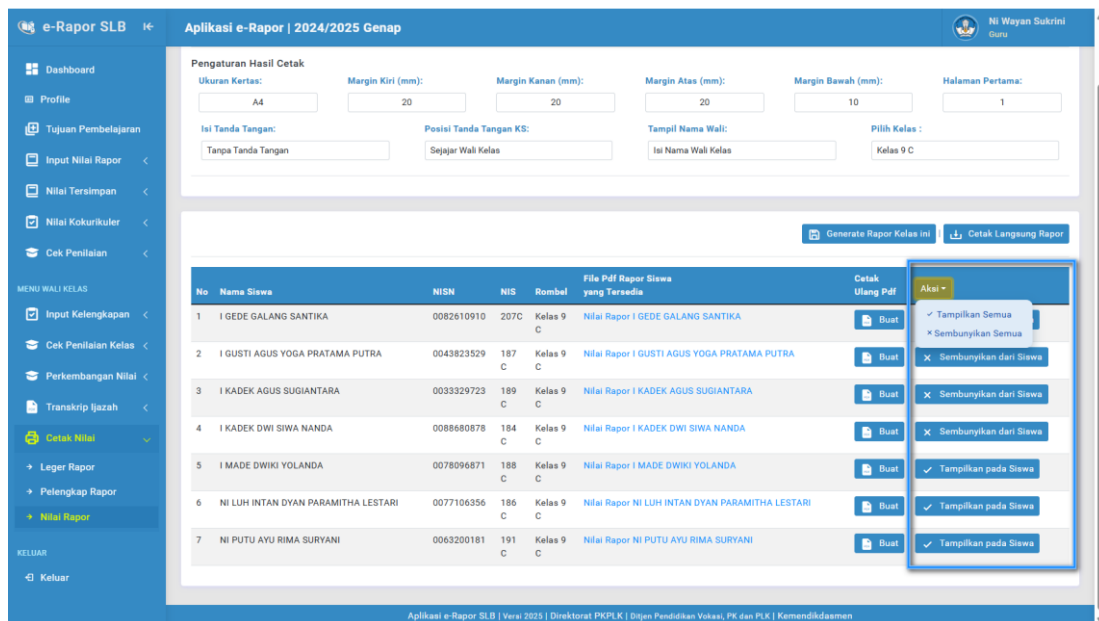 e-Rapor SLB
Aplikasi e-Rapor | 2024/2025 Genap
Ni Wayan Sukrini
Guru
Dashboard
Profile
Tujuan Pembelajaran
Input Nilai Rapor
Nilai Tersimpan
Nilai Kokurikuler
Cek Penilaian
MENU WALI KELAS
Input Kelengkapan
Cek Penilaian Kelas
Perkembangan Nilai
Transkrip Ijazah
Cetak Nilai
Leger Rapor
Pelengkap Rapor
Nilai Rapor
KELUAR
Keluar
Pengaturan Hasil Cetak
Ukuran Kertas: Margin Kiri (mm): Margin Kanan (mm): Margin Atas (mm): Margin Bawah (mm): Halaman Pertama:
A4 20 20 20 10 1
Isi Tanda Tangan: Posisi Tanda Tangan KS: Tampil Nama Wali: Pilih Kelas :
Tanpa Tanda Tangan Sejajar Wali Kelas Isi Nama Wali Kelas Kelas 9 C
Generate Rapor Kelas ini | Cetak Langsung Rapor
No Nama Siswa NISN NIS Rombel File Pdf Rapor Siswa yang Tersedia Cetak Ulang Pdf Aksi
Tampilkan Semua
Sembunyikan Semua
1 I GEDE GALANG SANTIKA 0082610910 207C Kelas 9 C Nilai Rapor I GEDE GALANG SANTIKA Buat
2 I GUSTI AGUS YOGA PRATAMA PUTRA 0043823529 187 C Kelas 9 C Nilai Rapor I GUSTI AGUS YOGA PRATAMA PUTRA Buat Sembunyikan dari Siswa
3 I KADEK AGUS SUGIANTARA 0033329723 189 C Kelas 9 C Nilai Rapor I KADEK AGUS SUGIANTARA Buat Sembunyikan dari Siswa
4 I KADEK DWI SIWA NANDA 0088680878 184 C Kelas 9 C Nilai Rapor I KADEK DWI SIWA NANDA Buat Sembunyikan dari Siswa
5 I MADE DWIKI YOLANDA 0078096871 188 C Kelas 9 C Nilai Rapor I MADE DWIKI YOLANDA Buat Tampilkan pada Siswa
6 NI LUH INTAN DYAN PARAMITHA LESTARI 0077106356 186 C Kelas 9 C Nilai Rapor NI LUH INTAN DYAN PARAMITHA LESTARI Buat Tampilkan pada Siswa
7 NI PUTU AYU RIMA SURYANI 0063200181 191 C Kelas 9 C Nilai Rapor NI PUTU AYU RIMA SURYANI Buat Tampilkan pada Siswa
Aplikasi e-Rapor SLB | Versi 2025 | Direktorat PKPLK | Ditjen Pendidikan Vokasi, PK dan PLK | Kemendikdasmen